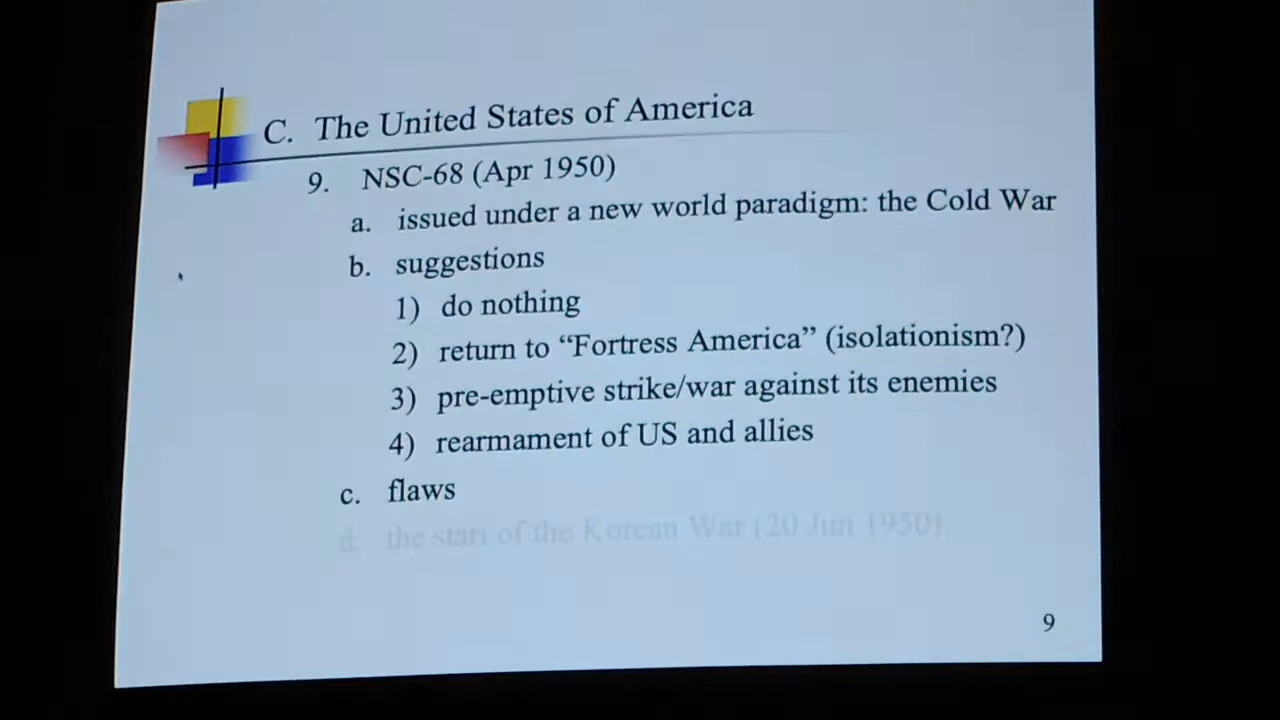 C. The United States of America
9. NSC-68 (Apr 1950)
a. issued under a new world paradigm: the Cold War
b. suggestions
1) do nothing
2) return to “Fortress America” (isolationism?)
3) pre-emptive strike/war against its enemies
4) rearmament of US and allies
c. flaws
d. the start of the Korean War (20 Jun 1950)
9